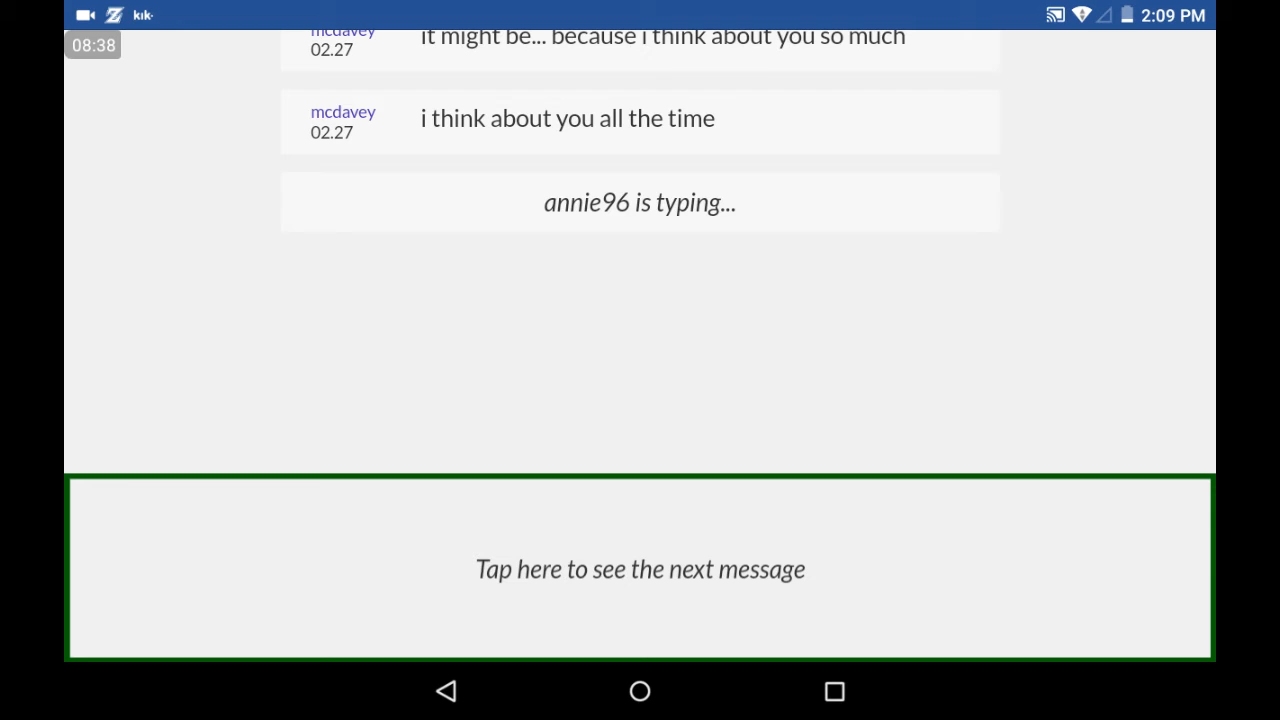 kik·
2:09 PM
08:38
mcdavey
it might be... because i think about you so much
02.27
mcdavey
i think about you all the time
02.27
annie96 is typing...
Tap here to see the next message